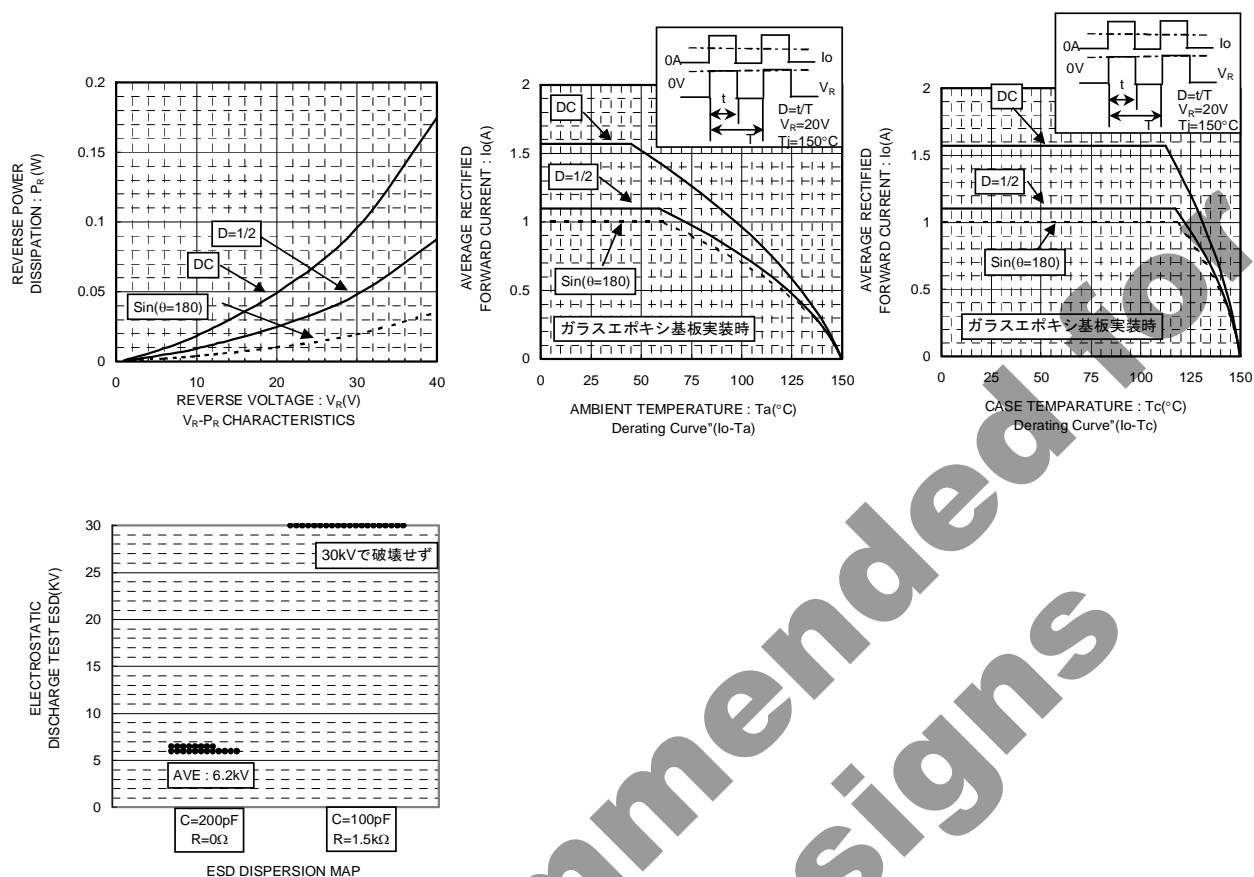 0.2
0.15
0.1
0.05
0
REVERSE POWER
DISSIPATION : PR (W)
D=1/2
DC
Sin(θ=180)
0 10 20 30 40
REVERSE VOLTAGE : VR(V)
VR-PR CHARACTERISTICS
0A
0V
Io
VR
t
T
D=t/T
VR=20V
Tj=150°C
2
1.5
1
0.5
0
AVERAGE RECTIFIED
FORWARD CURRENT : Io(A)
DC
D=1/2
Sin(θ=180)
ガラスエポキシ基板実装時
0 25 50 75 100 125 150
AMBIENT TEMPERATURE : Ta(°C)
Derating Curve"(Io-Ta)
0A
0V
Io
VR
t
T
D=t/T
VR=20V
Tj=150°C
2
1.5
1
0.5
0
AVERAGE RECTIFIED
FORWARD CURRENT : Io(A)
DC
D=1/2
Sin(θ=180)
ガラスエポキシ基板実装時
0 25 50 75 100 125 150
CASE TEMPARATURE : Tc(°C)
Derating Curve"(Io-Tc)
30
25
20
15
10
5
0
ELECTROSTATIC
DISCHARGE TEST ESD(KV)
30kVで破壊せず
AVE : 6.2kV
C=200pF
R=0Ω
C=100pF
R=1.5kΩ
ESD DISPERSION MAP
mmended for
signs